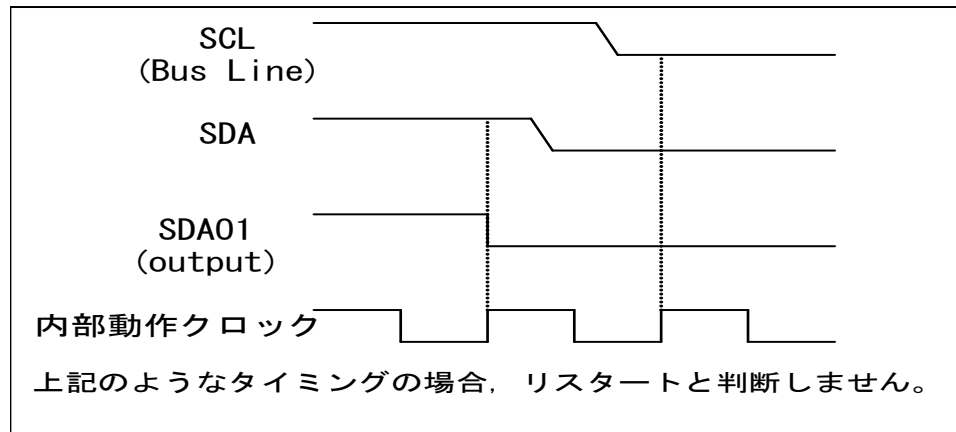 SCL
(Bus Line)
SDA
SDAO1
(output)
内部動作クロック
上記のようなタイミングの場合，リスタートと判断しません。